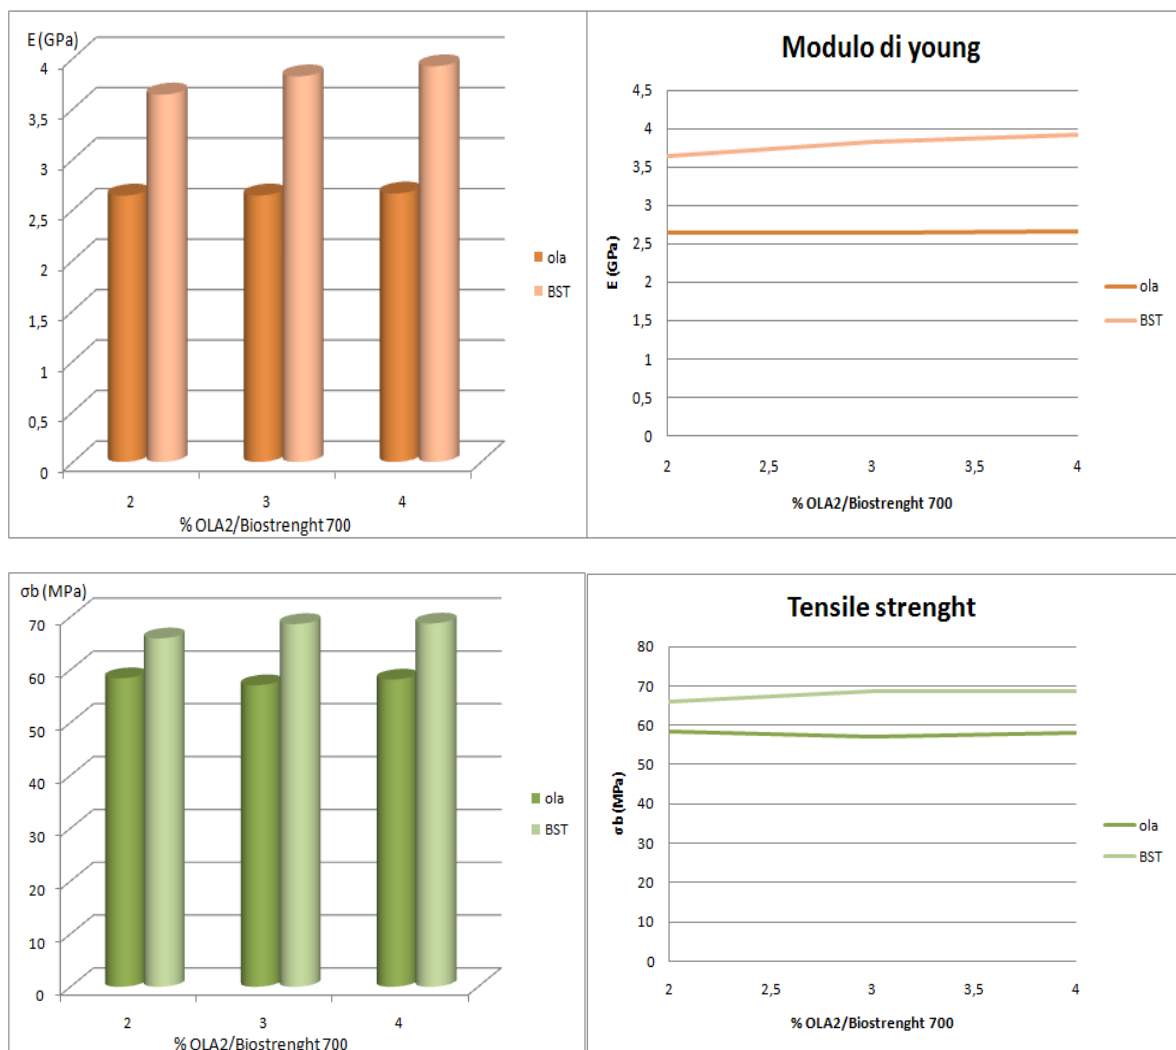 E (GPa)
4
3,5
3
2,5
2
1,5
1
0,5
0
2
3
4
% OLA2/Biostrenght 700
ola
BST
Modulo di young
4,5
4
3,5
3
2,5
2
1,5
1
0,5
0
E (GPa)
2
2,5
3
3,5
4
% OLA2/Biostrenght 700
ola
BST
σb (MPa)
70
60
50
40
30
20
10
0
2
3
4
% OLA2/Biostrenght 700
ola
BST
Tensile strenght
80
70
60
50
40
30
20
10
0
σb (MPa)
2
2,5
3
3,5
4
% OLA2/Biostrenght 700
ola
BST